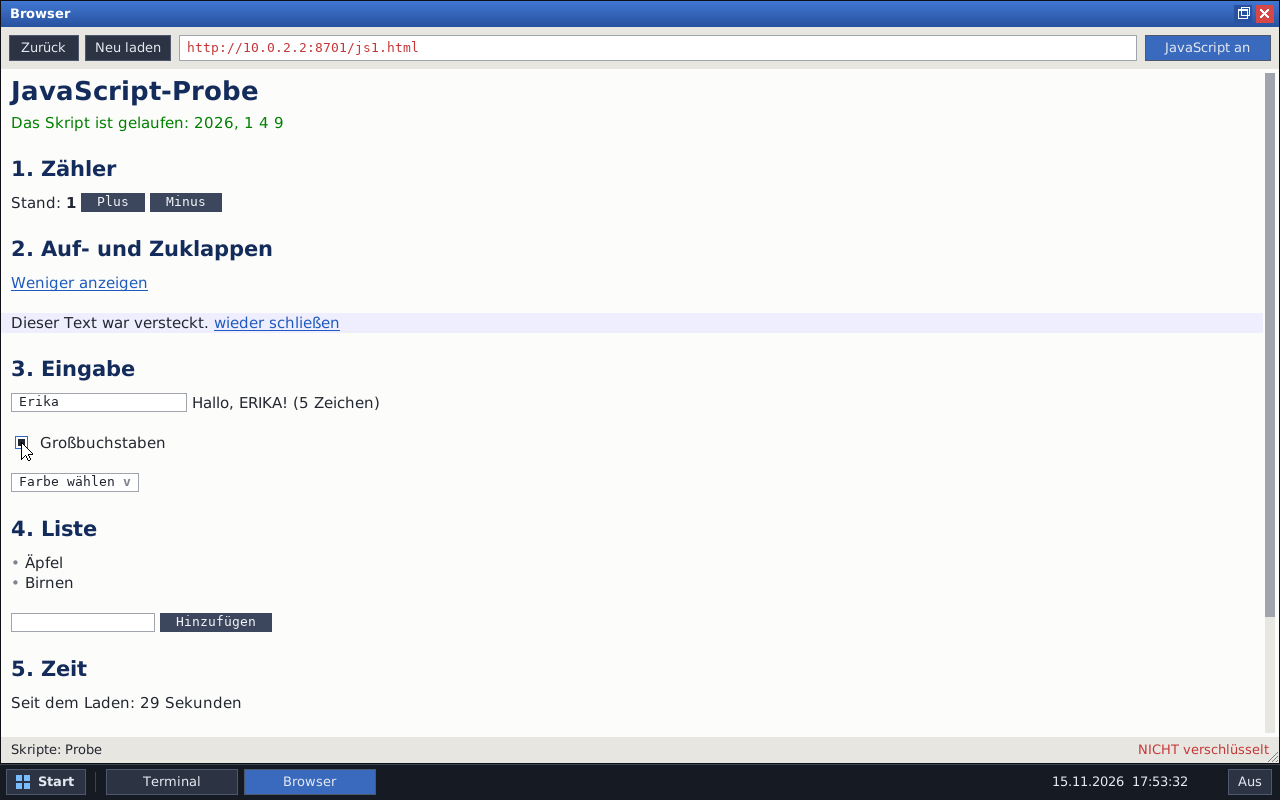 Browser
Zurück Neu laden http://10.0.2.2:8701/js1.html JavaScript an
JavaScript-Probe
Das Skript ist gelaufen: 2026, 1 4 9
1. Zähler
Stand: 1 Plus Minus
2. Auf- und Zuklappen
Weniger anzeigen
Dieser Text war versteckt. wieder schließen
3. Eingabe
Erika Hallo, ERIKA! (5 Zeichen)
Großbuchstaben
Farbe wählen v
4. Liste
• Äpfel
• Birnen
Hinzufügen
5. Zeit
Seit dem Laden: 29 Sekunden
Skripte: Probe NICHT verschlüsselt
Start Terminal Browser 15.11.2026 17:53:32 Aus